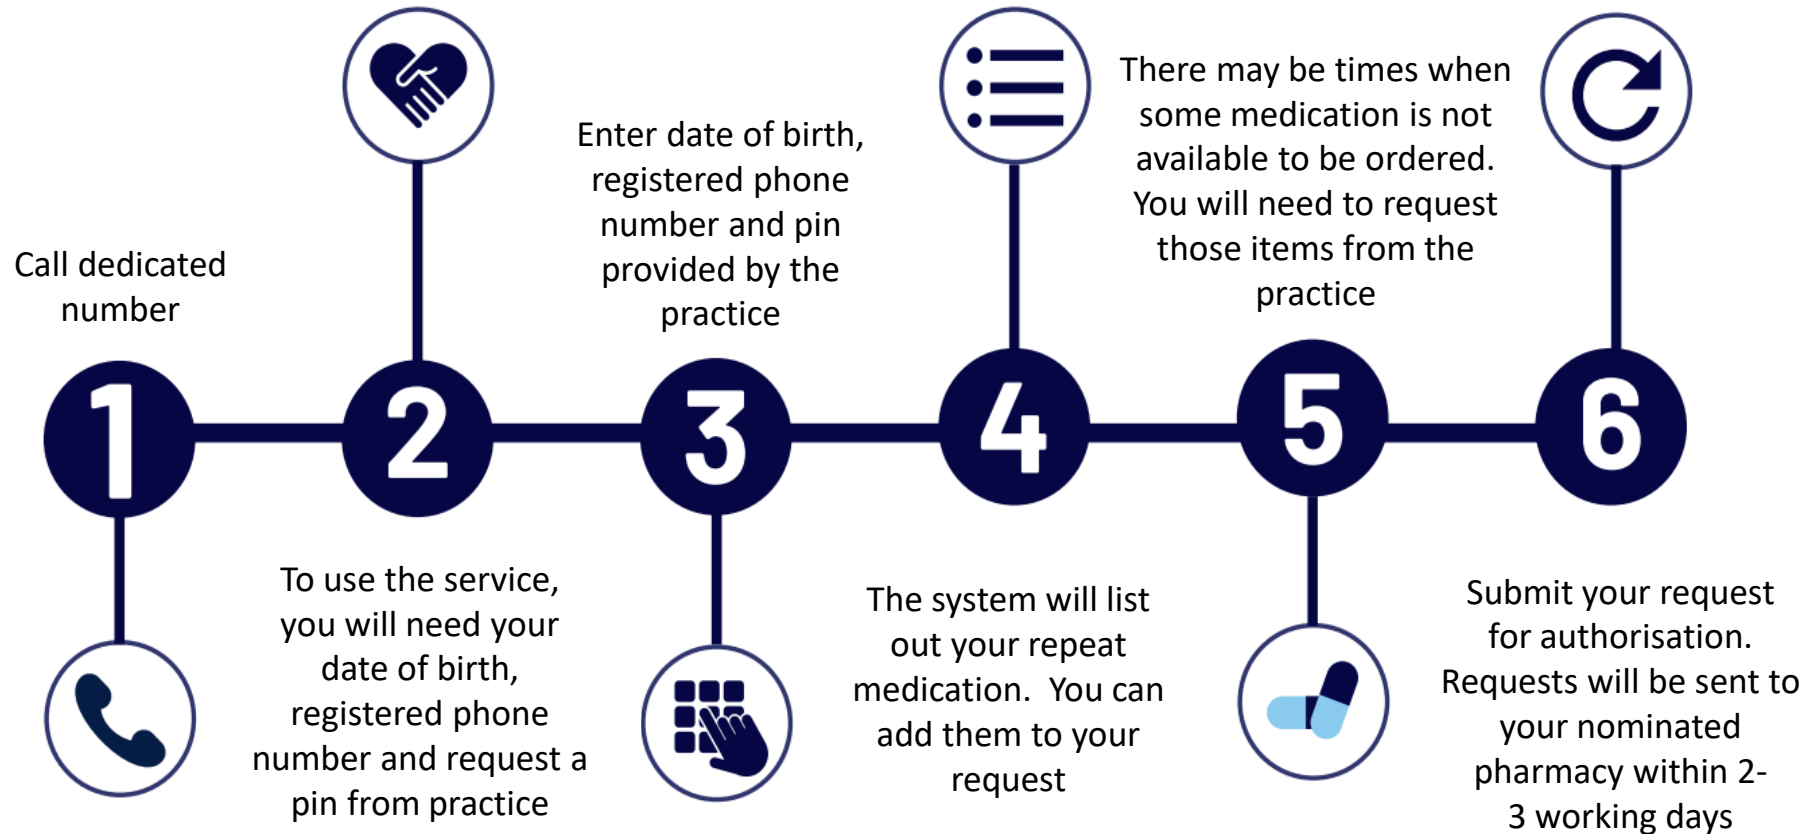 1
Call dedicated
number
2
To use the service,
you will need your
date of birth,
registered phone
number and request a
pin from practice
3
Enter date of birth,
registered phone
number and pin
provided by the
practice
4
The system will list
out your repeat
medication.  You can
add them to your
request
5
There may be times when
some medication is not
available to be ordered.
You will need to request
those items from the
practice
6
Submit your request
for authorisation.
Requests will be sent to
your nominated
pharmacy within 2-
3 working days